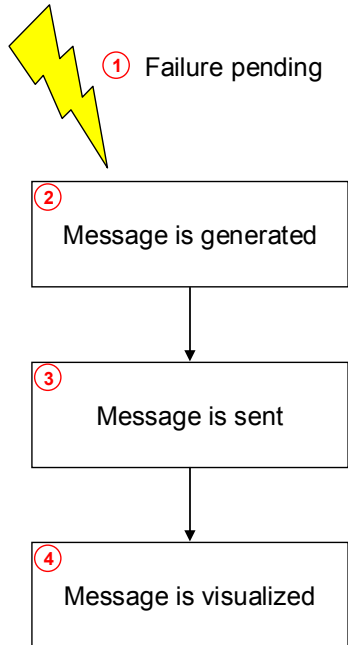 1 Failure pending
2
Message is generated
3
Message is sent
4
Message is visualized